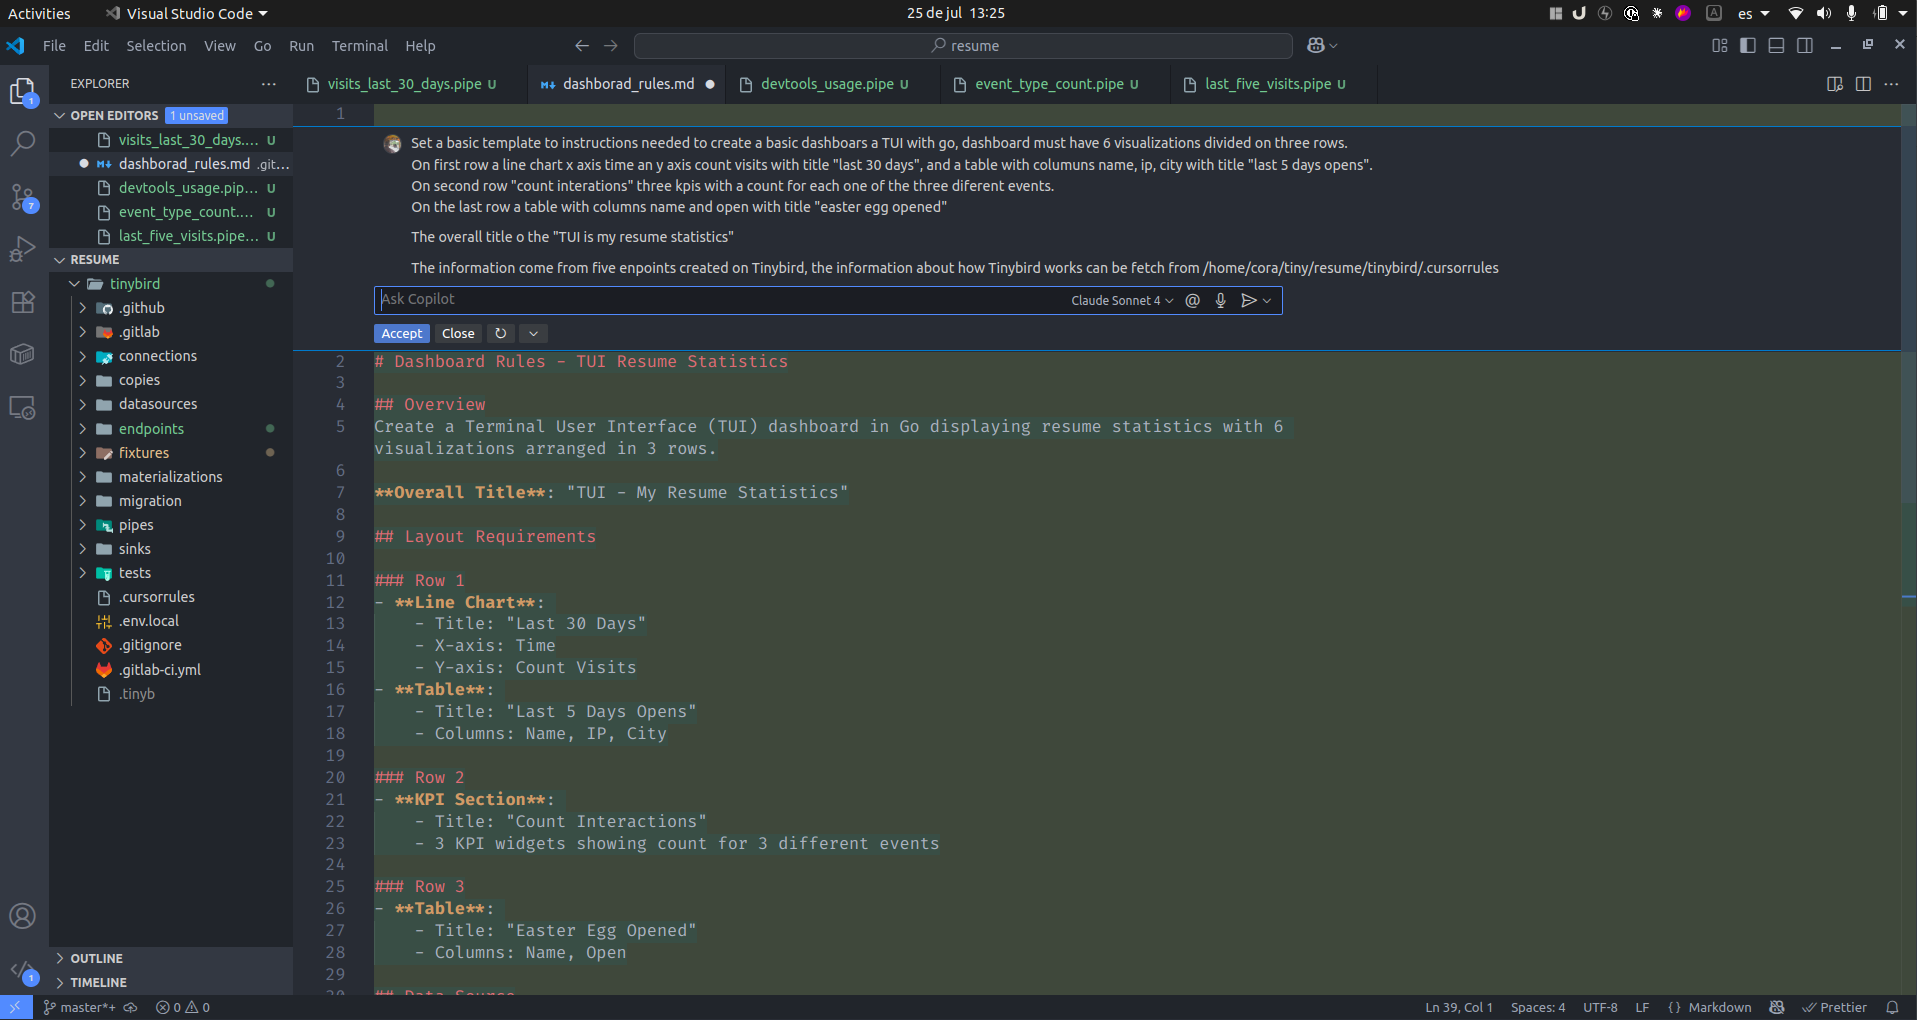 Activities
Visual Studio Code
25 de jul 13:25
es
File Edit Selection View Go Run Terminal Help
resume
EXPLORER
visits_last_30_days.pipe U
dashborad_rules.md
devtools_usage.pipe U
event_type_count.pipe U
last_five_visits.pipe U
OPEN EDITORS 1 unsaved
visits_last_30_days.... U
dashborad_rules.md .git...
devtools_usage.pip... U
event_type_count.... U
last_five_visits.pipe... U
RESUME
tinybird
.github
.gitlab
connections
copies
datasources
endpoints
fixtures
materializations
migration
pipes
sinks
tests
.cursorrules
.env.local
.gitignore
.gitlab-ci.yml
.tinyb
OUTLINE
TIMELINE
1
Set a basic template to instructions needed to create a basic dashboars a TUI with go, dashboard must have 6 visualizations divided on three rows.
On first row a line chart x axis time an y axis count visits with title "last 30 days", and a table with columuns name, ip, city with title "last 5 days opens".
On second row "count interations" three kpis with a count for each one of the three diferent events.
On the last row a table with columns name and open with title "easter egg opened"
The overall title o the "TUI is my resume statistics"
The information come from five enpoints created on Tinybird, the information about how Tinybird works can be fetch from /home/cora/tiny/resume/tinybird/.cursorrules
Ask Copilot
Claude Sonnet 4
Accept Close
2 # Dashboard Rules - TUI Resume Statistics
3
4 ## Overview
5 Create a Terminal User Interface (TUI) dashboard in Go displaying resume statistics with 6
visualizations arranged in 3 rows.
6
7 **Overall Title**: "TUI - My Resume Statistics"
8
9 ## Layout Requirements
10
11 ### Row 1
12 - **Line Chart**:
13 - Title: "Last 30 Days"
14 - X-axis: Time
15 - Y-axis: Count Visits
16 - **Table**:
17 - Title: "Last 5 Days Opens"
18 - Columns: Name, IP, City
19
20 ### Row 2
21 - **KPI Section**:
22 - Title: "Count Interactions"
23 - 3 KPI widgets showing count for 3 different events
24
25 ### Row 3
26 - **Table**:
27 - Title: "Easter Egg Opened"
28 - Columns: Name, Open
29
30 ## Data Source
1
7
1
master*+
0 0
Ln 39, Col 1
Spaces: 4
UTF-8
LF
{ } Markdown
Prettier